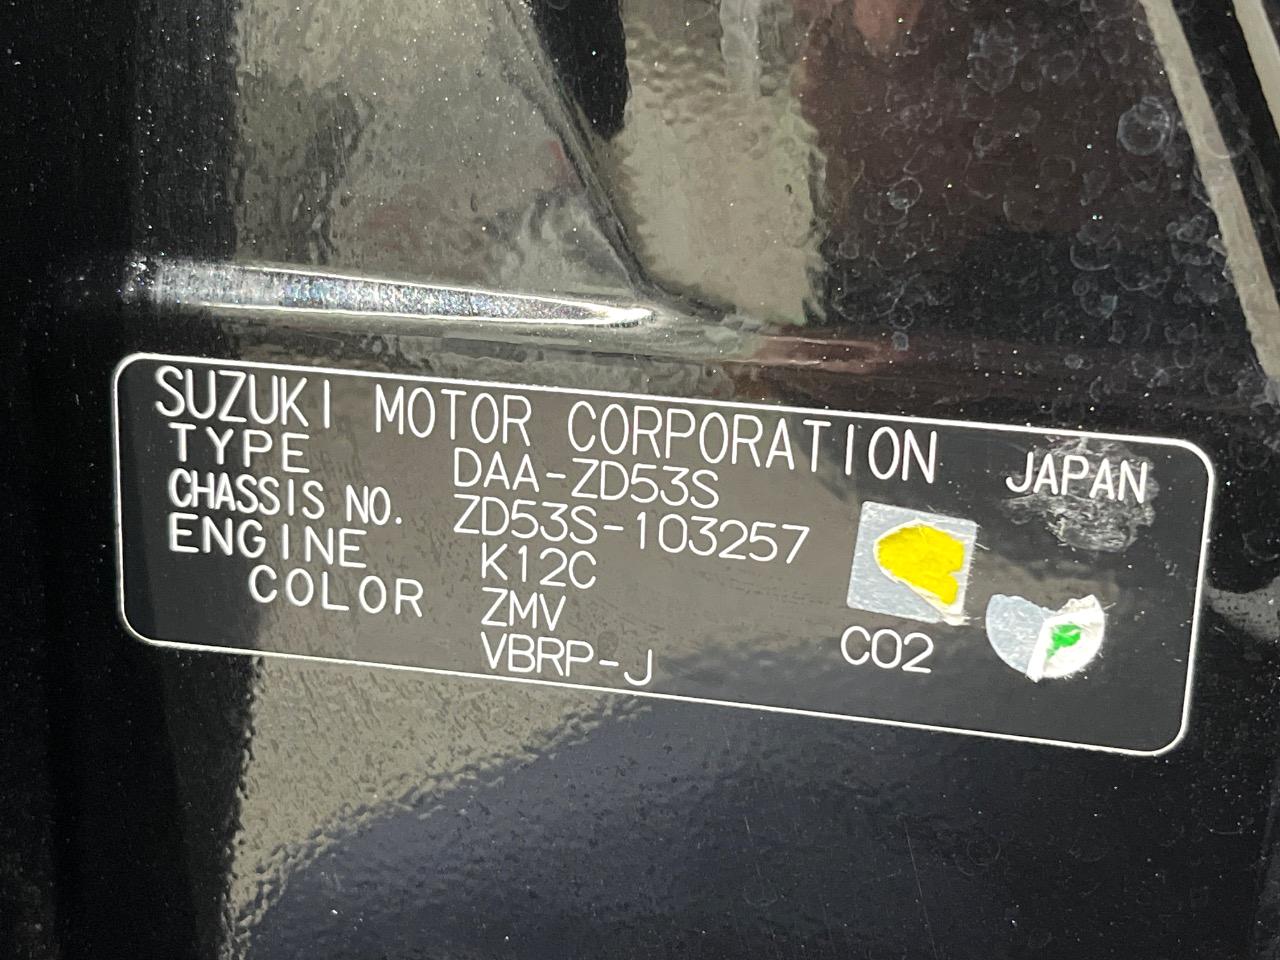 SUZUKI MOTOR CORPORATION JAPAN
TYPE DAA-ZD53S
CHASSIS NO. ZD53S-103257
ENGINE K12C
COLOR ZMV
VBRP-J CO2